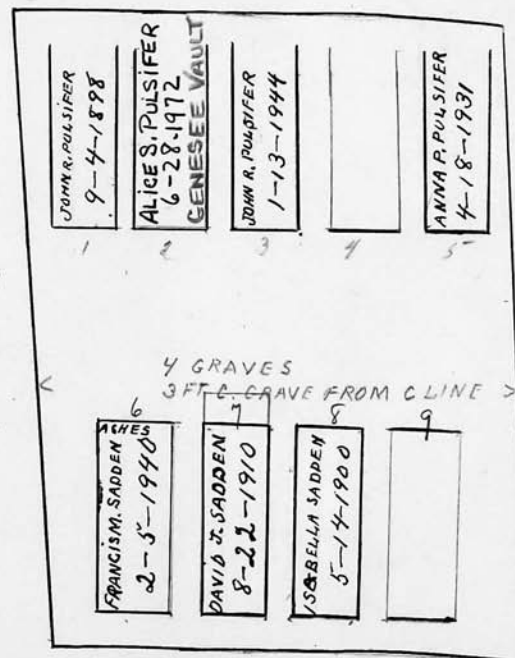 JOHN R. PULSIFER
9-4-1898
ALICE S. PULSIFER
6-28-1972
GENESEE VAULT
JOHN R. PULSIFER
1-13-1944
ANNA P. PULSIFER
4-18-1931
1
2
3
4
5
4 GRAVES
< 3 FT C. GRAVE FROM C LINE >
6
7
8
9
ASHES
FRANCIS M. SADDEN
2-5-1940
DAVID J. SADDEN
8-22-1910
ISABELLA SADDEN
5-14-1900